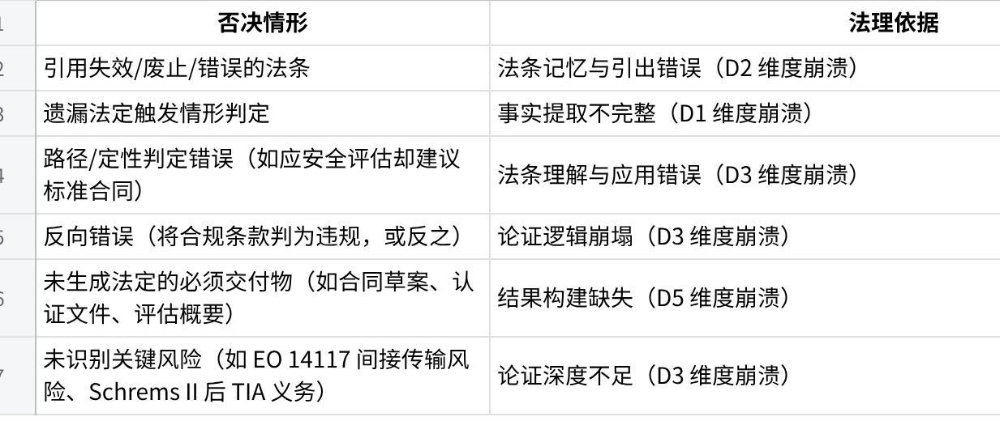 1 否决情形 法理依据
2 引用失效/废止/错误的法条 法条记忆与引出错误（D2 维度崩溃）
3 遗漏法定触发情形判定 事实提取不完整（D1 维度崩溃）
4 路径/定性判定错误（如应安全评估却建议
标准合同） 法条理解与应用错误（D3 维度崩溃）
5 反向错误（将合规条款判为违规，或反之） 论证逻辑崩塌（D3 维度崩溃）
6 未生成法定的必须交付物（如合同草案、认
证文件、评估概要） 结果构建缺失（D5 维度崩溃）
7 未识别关键风险（如 EO 14117 间接传输风
险、Schrems II 后 TIA 义务） 论证深度不足（D3 维度崩溃）